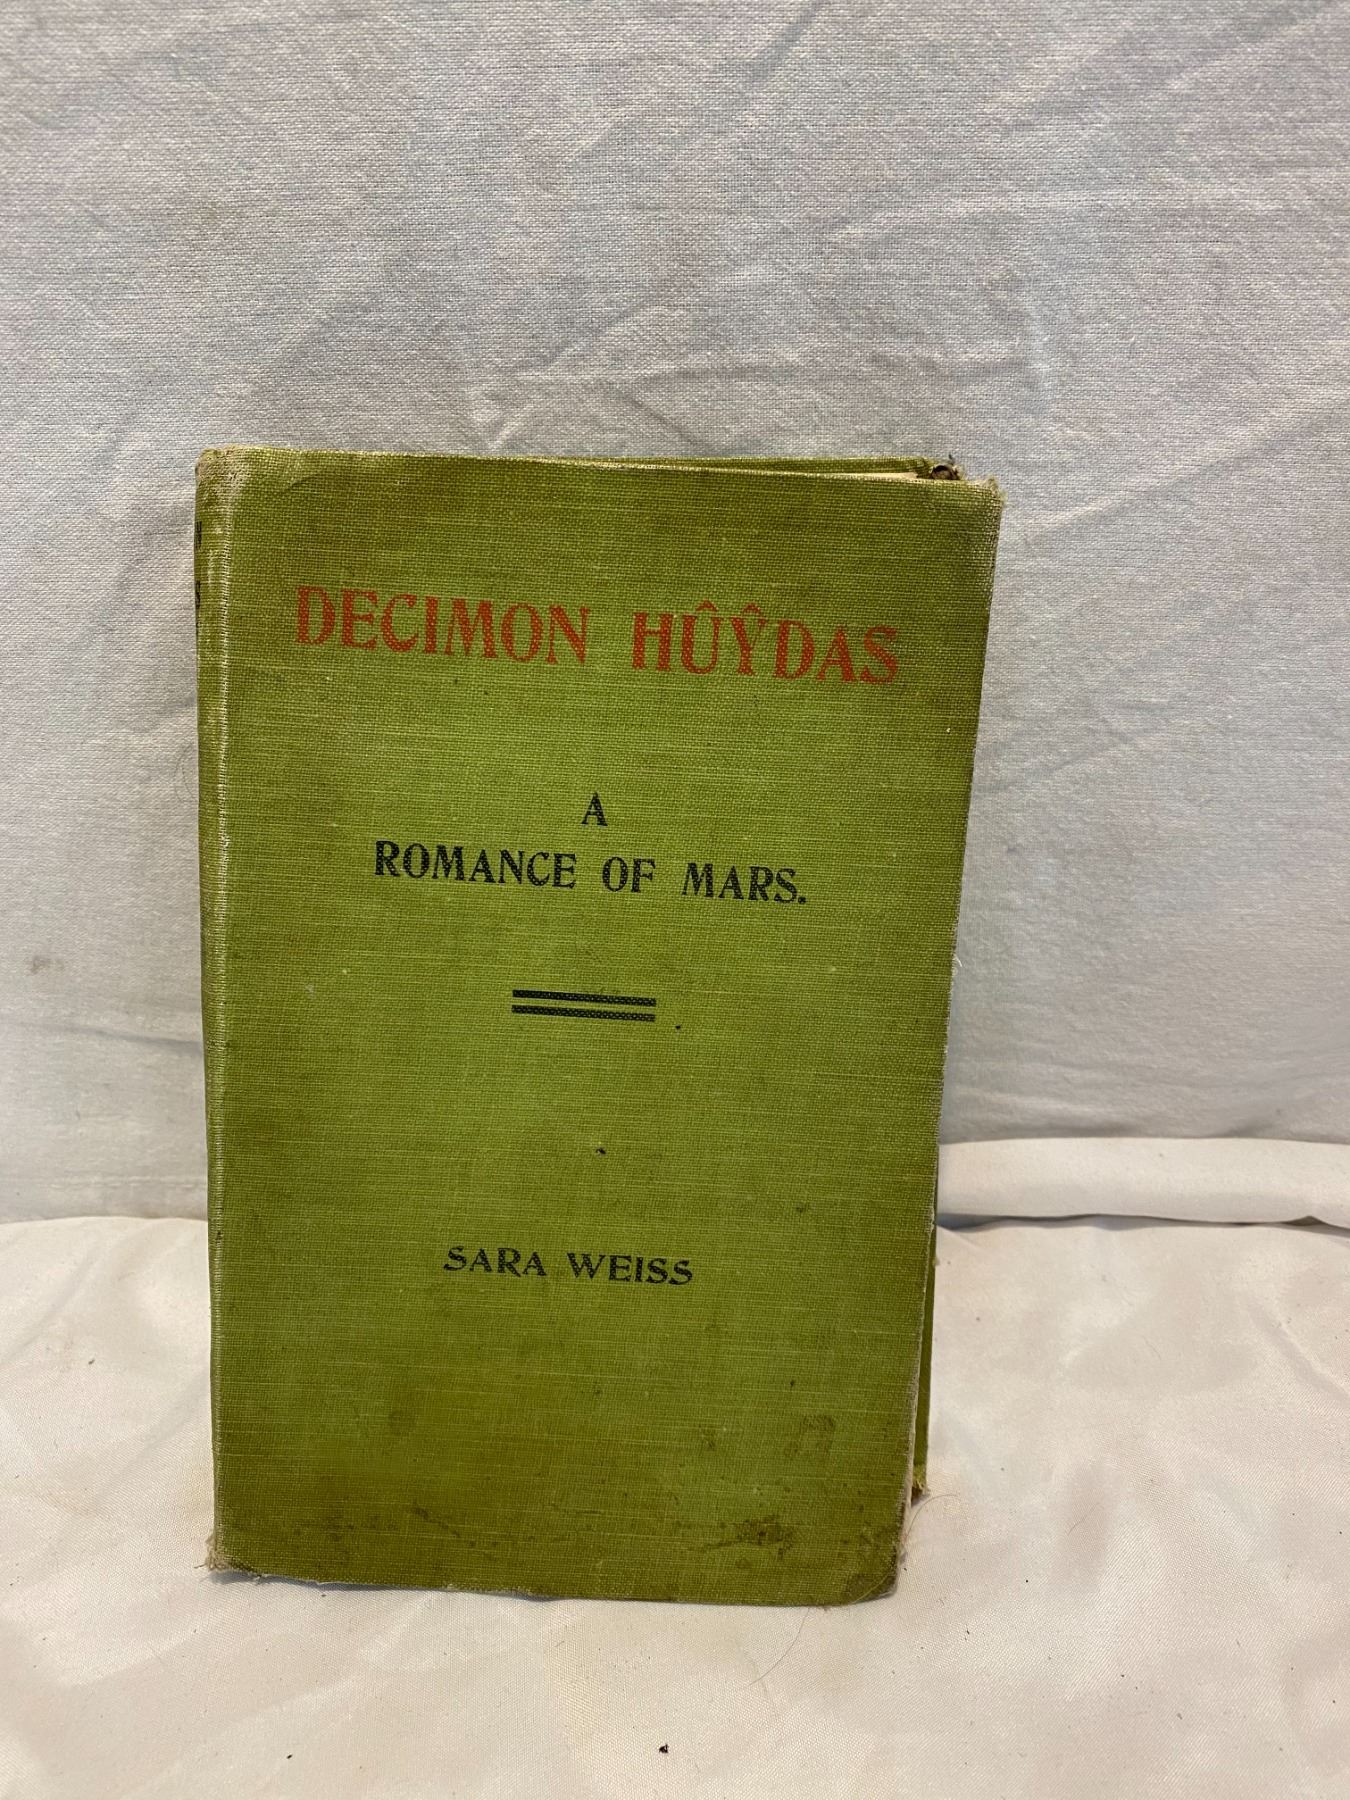 DECIMON HÛŶDAS
A
ROMANCE OF MARS.
SARA WEISS